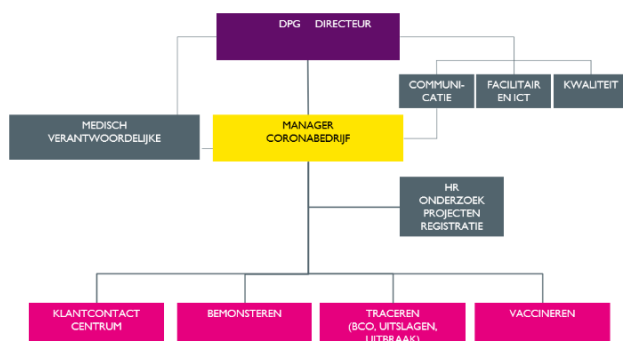 DPG DIRECTEUR
COMMUNI-
CATIE
FACILITAIR
EN ICT
KWALITEIT
MEDISCH
VERANTWOORDELIJKE
MANAGER
CORONABEDRIJF
HR
ONDERZOEK
PROJECTEN
REGISTRATIE
KLANTCONTACT
CENTRUM
BEMONSTEREN
TRACEREN
(BCO, UITSLAGEN,
UITBRAAK)
VACCINEREN